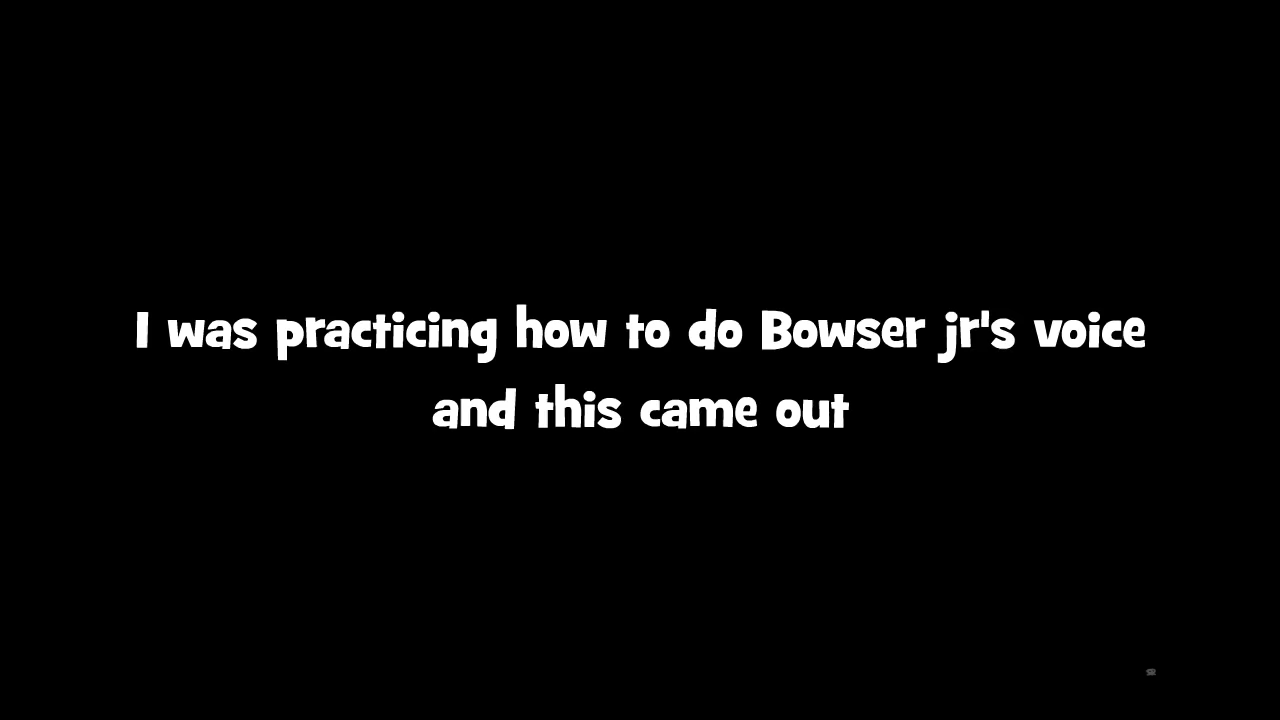 I was practicing how to do Bowser jr's voice
and this came out